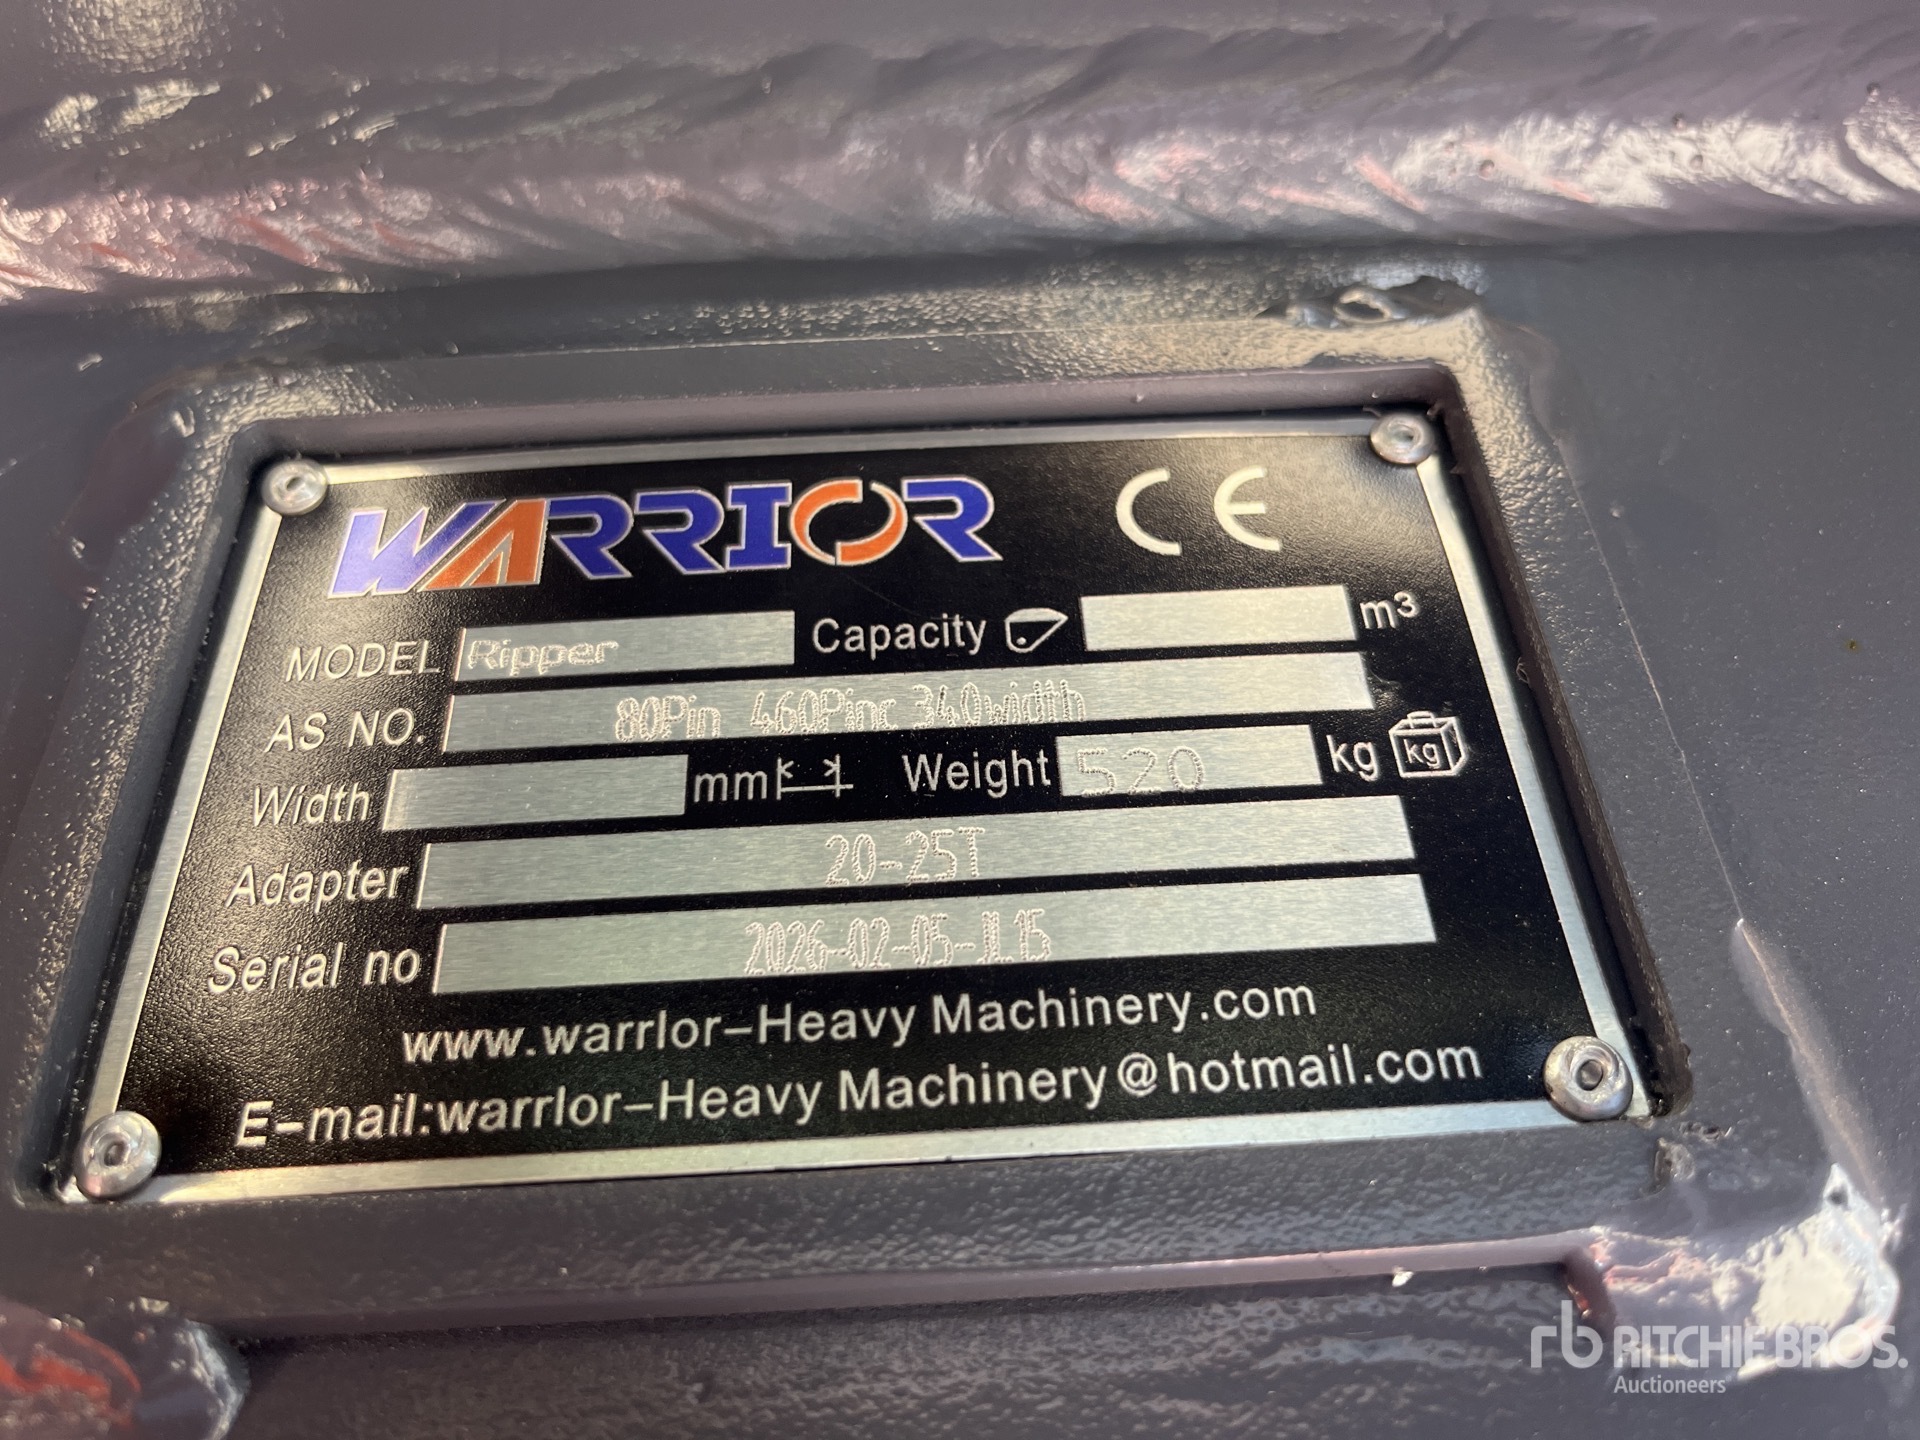 WARRIOR CE
MODEL Ripper Capacity m³
AS NO. 80Pin 460Pinc 340width
Width mm Weight 520 kg kg
Adapter 20-25T
Serial no 2026-02-05-JL15
www.warrlor-Heavy Machinery.com
E-mail:warrlor-Heavy Machinery@hotmail.com
rb RITCHIE BROS.
Auctioneers